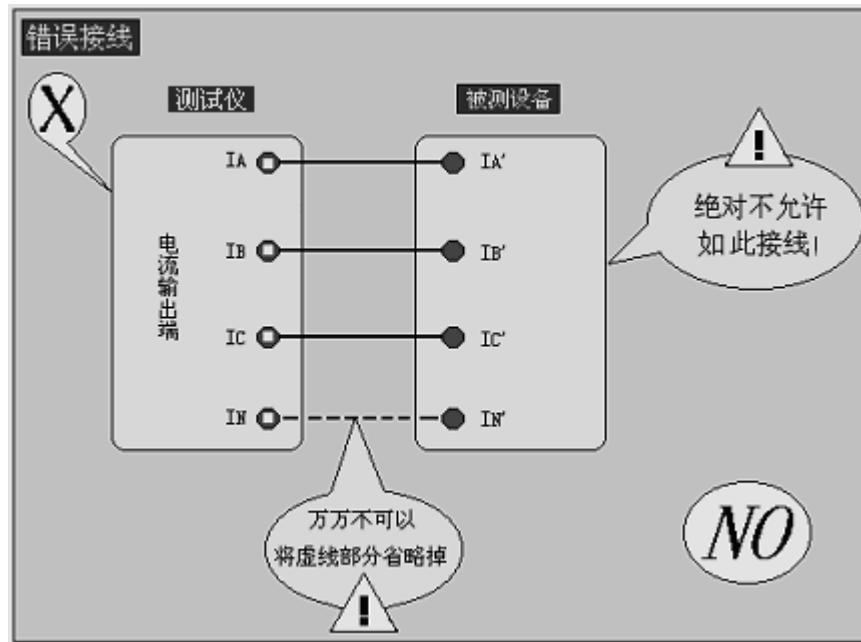 错误接线
X
测试仪
被测设备
IA
IA'
IB
IB'
IC
IC'
IN
IN'
电流输出端
!
绝对不允许
如此接线!
万万不可以
将虚线部分省略掉
!
NO